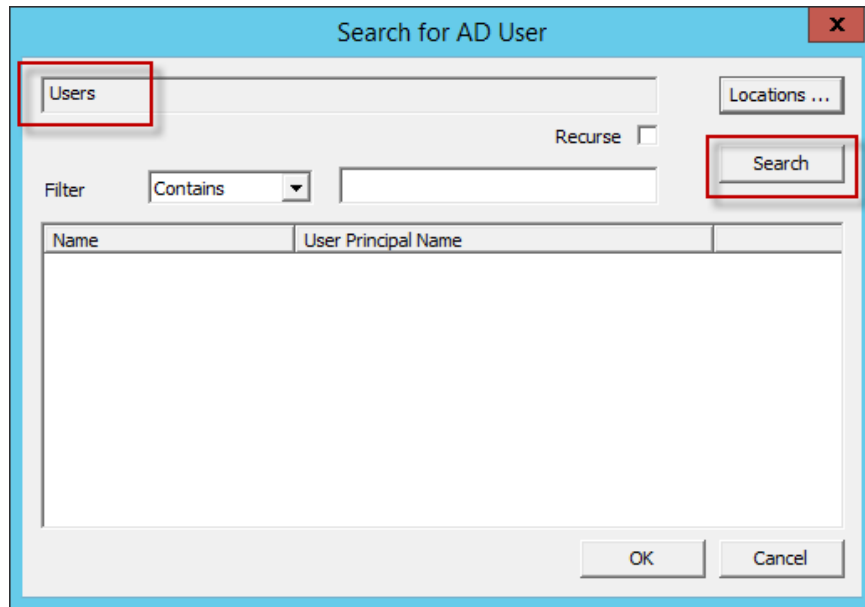 Search for AD User
x
Users
Locations ...
Recurse
Search
Filter
Contains
Name
User Principal Name
OK
Cancel